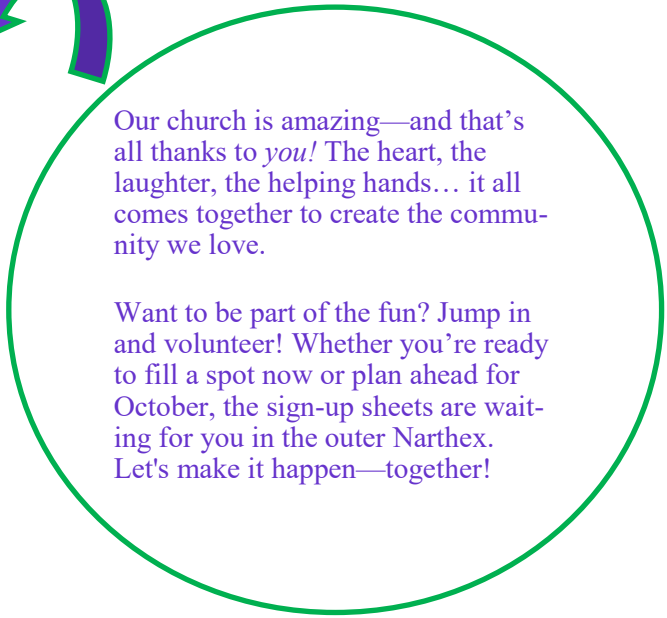 Our church is amazing—and that’s
all thanks to you! The heart, the
laughter, the helping hands… it all
comes together to create the commu-
nity we love.
Want to be part of the fun? Jump in
and volunteer! Whether you’re ready
to fill a spot now or plan ahead for
October, the sign-up sheets are wait-
ing for you in the outer Narthex.
Let's make it happen—together!